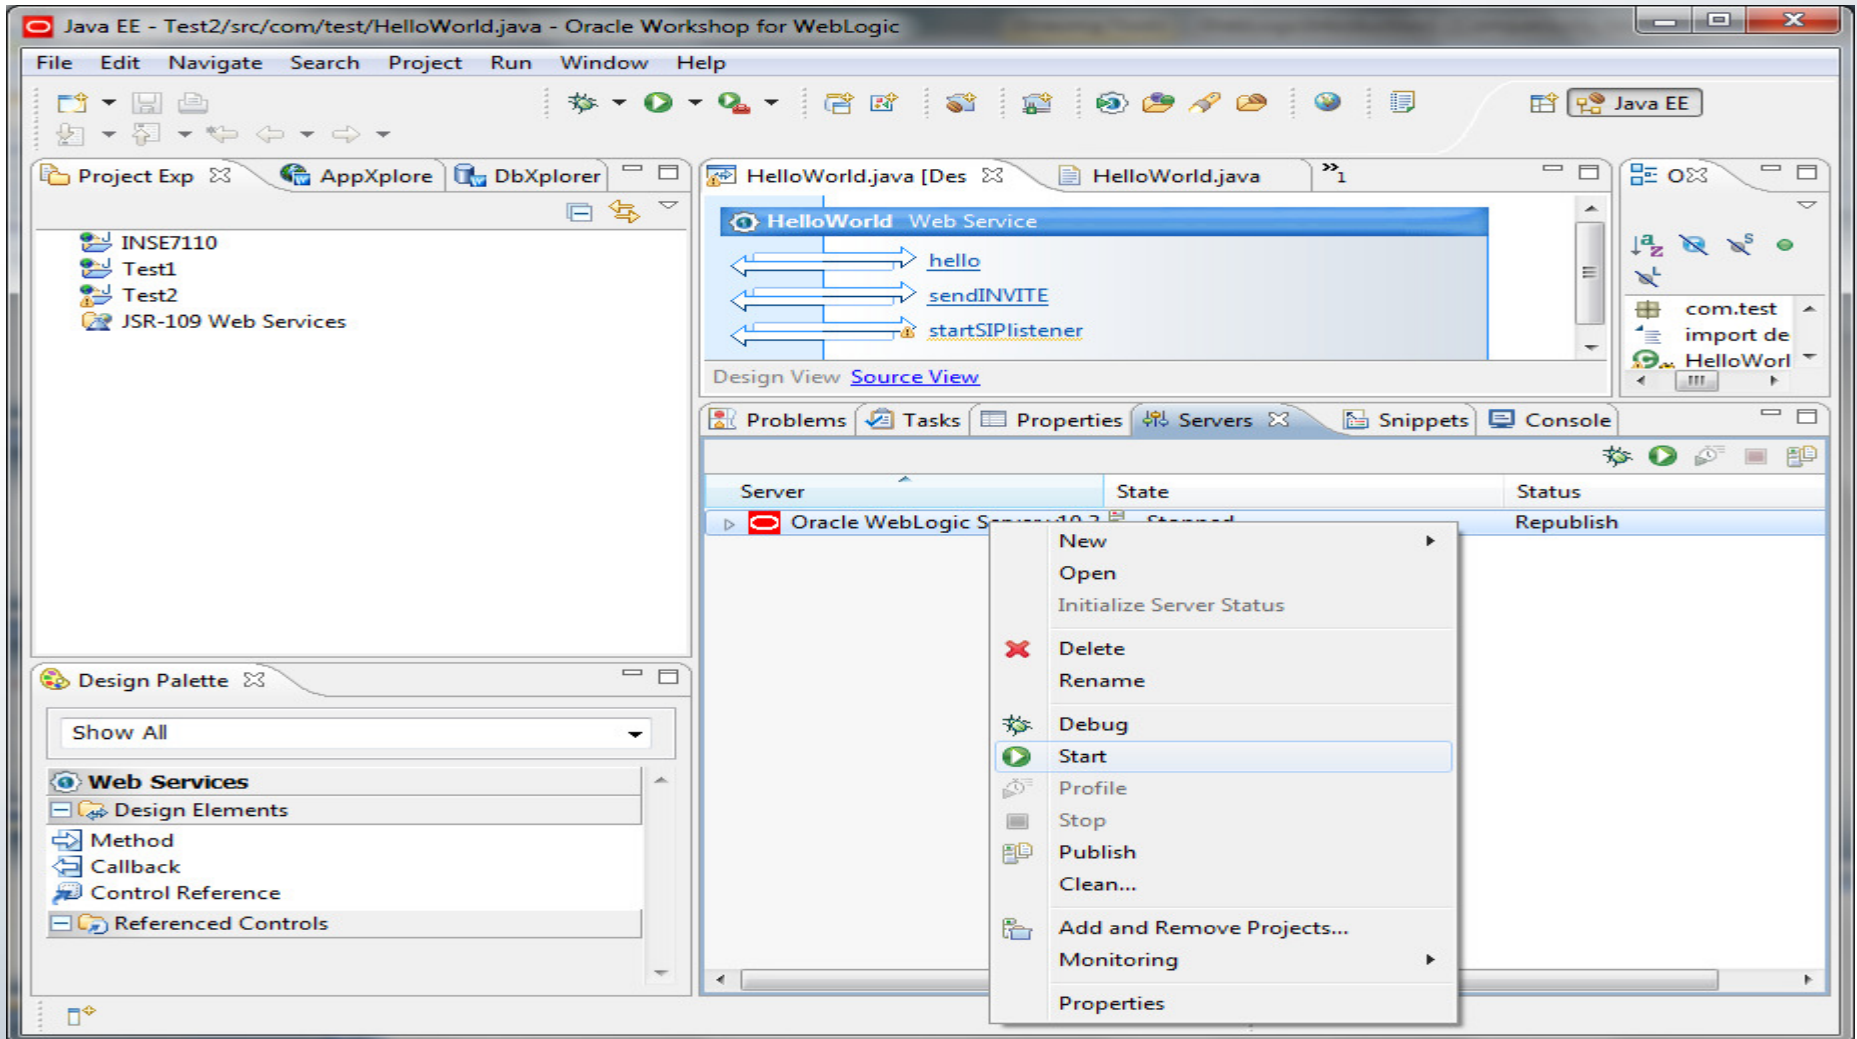 Java EE - Test2/src/com/test/HelloWorld.java - Oracle Workshop for WebLogic
File Edit Navigate Search Project Run Window Help
Java EE
Project Exp AppXplore DbXplorer
INSE7110
Test1
Test2
JSR-109 Web Services
HelloWorld.java [Des HelloWorld.java »1
HelloWorld Web Service
hello
sendINVITE
startSIPlistener
Design View Source View
O
com.test
import de
HelloWorl
Problems Tasks Properties Servers Snippets Console
Server State Status
Oracle WebLogic Server v10.3 Stopped Republish
New
Open
Initialize Server Status
Delete
Rename
Debug
Start
Profile
Stop
Publish
Clean...
Add and Remove Projects...
Monitoring
Properties
Design Palette
Show All
Web Services
Design Elements
Method
Callback
Control Reference
Referenced Controls